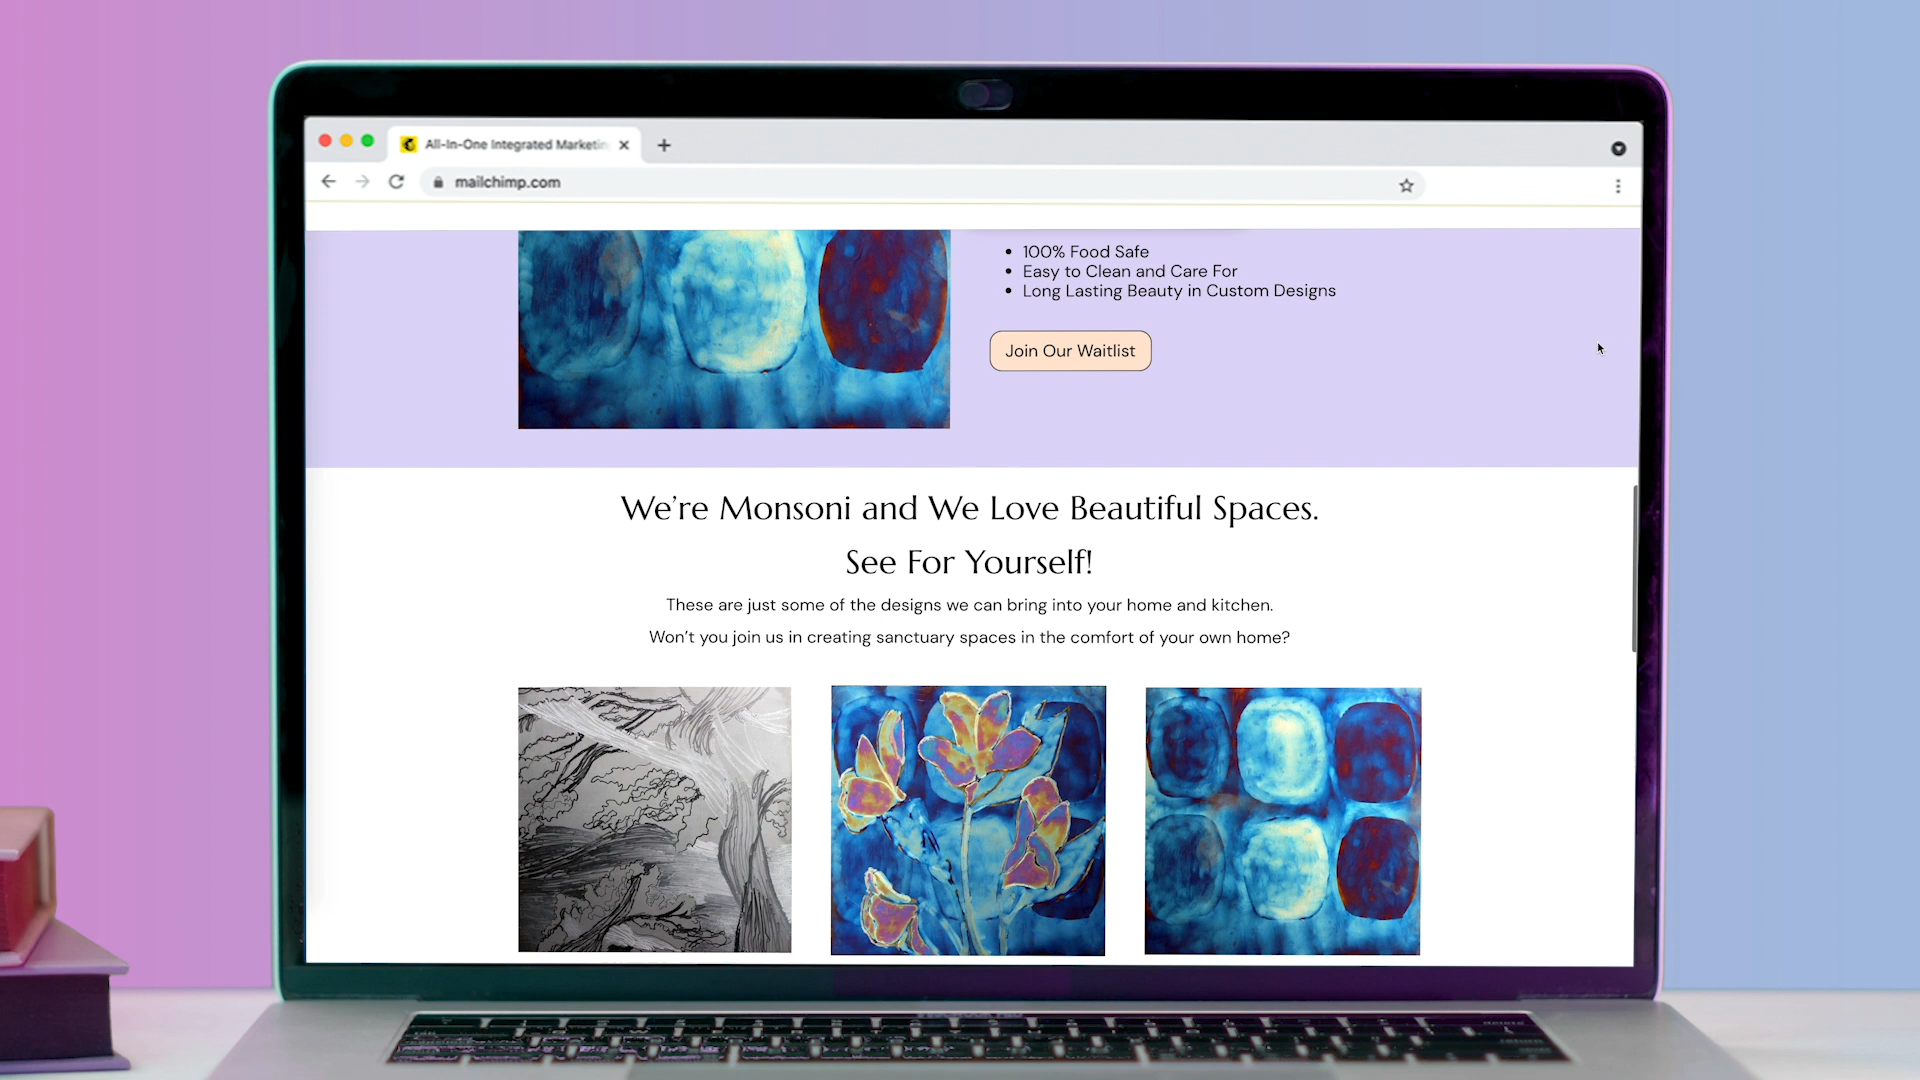 All-In-One Integrated Marketin
mailchimp.com
100% Food Safe
Easy to Clean and Care For
Long Lasting Beauty in Custom Designs
Join Our Waitlist
We're Monsoni and We Love Beautiful Spaces.
See For Yourself!
These are just some of the designs we can bring into your home and kitchen.
Won't you join us in creating sanctuary spaces in the comfort of your own home?